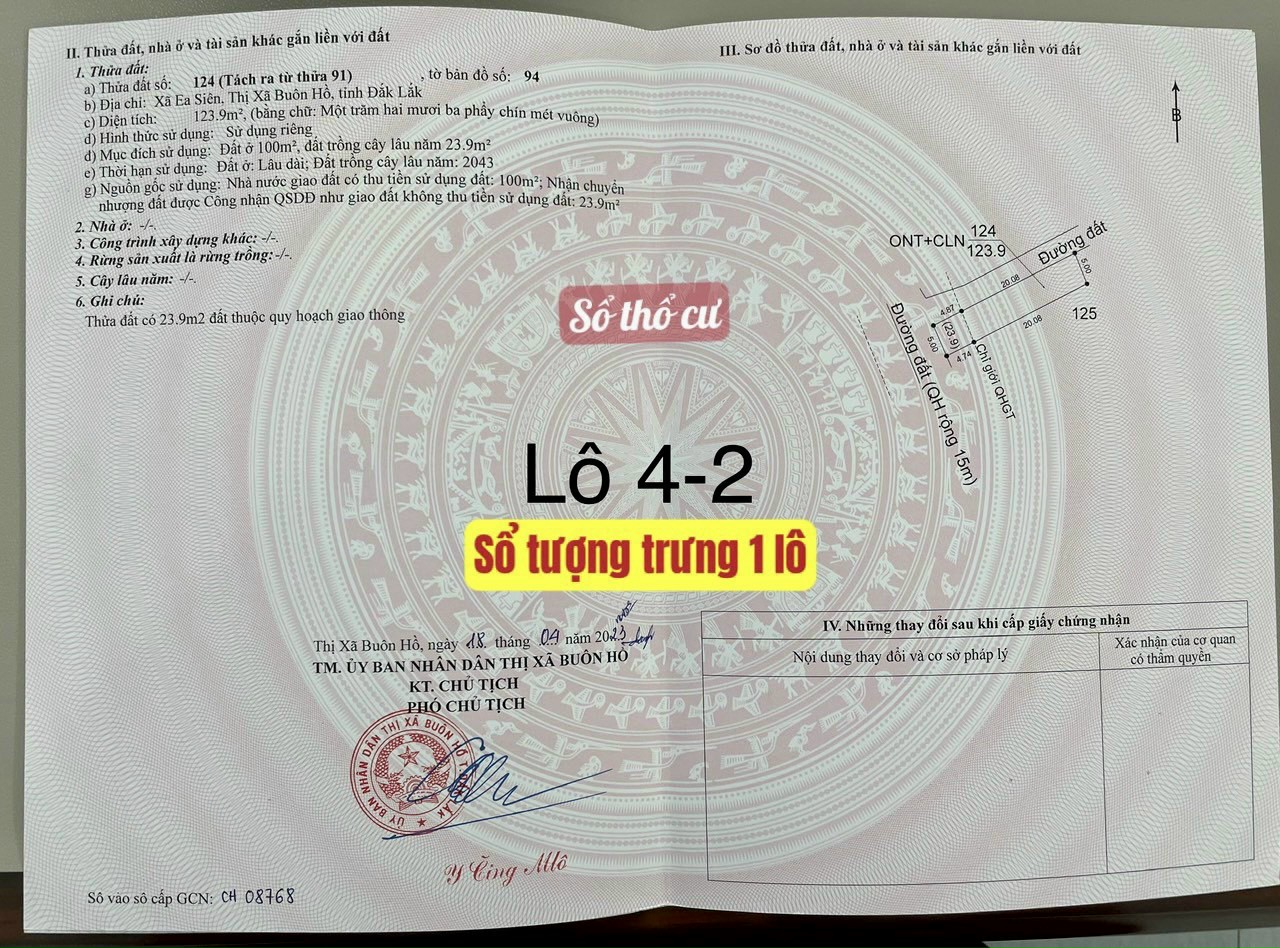 II. Thửa đất, nhà ở và tài sản khác gắn liền với đất
1. Thửa đất:
a) Thửa đất số: 124 (Tách ra từ thửa 91) , tờ bản đồ số: 94
b) Địa chỉ: Xã Ea Siên, Thị Xã Buôn Hồ, tỉnh Đắk Lắk
c) Diện tích: 123.9m², (bằng chữ: Một trăm hai mươi ba phẩy chín mét vuông)
d) Hình thức sử dụng: Sử dụng riêng
đ) Mục đích sử dụng: Đất ở 100m², đất trồng cây lâu năm 23.9m²
e) Thời hạn sử dụng: Đất ở: Lâu dài; Đất trồng cây lâu năm: 2043
g) Nguồn gốc sử dụng: Nhà nước giao đất có thu tiền sử dụng đất: 100m²; Nhận chuyển
nhượng đất được Công nhận QSDĐ như giao đất không thu tiền sử dụng đất: 23.9m²
2. Nhà ở: -/-.
3. Công trình xây dựng khác: -/-.
4. Rừng sản xuất là rừng trồng: -/-.
5. Cây lâu năm: -/-.
6. Ghi chú:
Thửa đất có 23.9m2 đất thuộc quy hoạch giao thông
Sổ thổ cư
Lô 4-2
Sổ tượng trưng 1 lô
Thị Xã Buôn Hồ, ngày 18 tháng 04 năm 2023
TM. ỦY BAN NHÂN DÂN THỊ XÃ BUÔN HỒ
KT. CHỦ TỊCH
PHÓ CHỦ TỊCH
ỦY BAN NHÂN DÂN THỊ XÃ BUÔN HỒ T. ĐẮK LẮK
Y Čing Mlô
Số vào sổ cấp GCN: CH 08768
III. Sơ đồ thửa đất, nhà ở và tài sản khác gắn liền với đất
B
ONT+CLN 124
123.9
Đường đất
5.00
20.08
4.87
(23.9)
5.00
4.74
20.08
125
Chỉ giới QHGT
Đường đất (QH rộng 15m)
IV. Những thay đổi sau khi cấp giấy chứng nhận
Nội dung thay đổi và cơ sở pháp lý
Xác nhận của cơ quan
có thẩm quyền